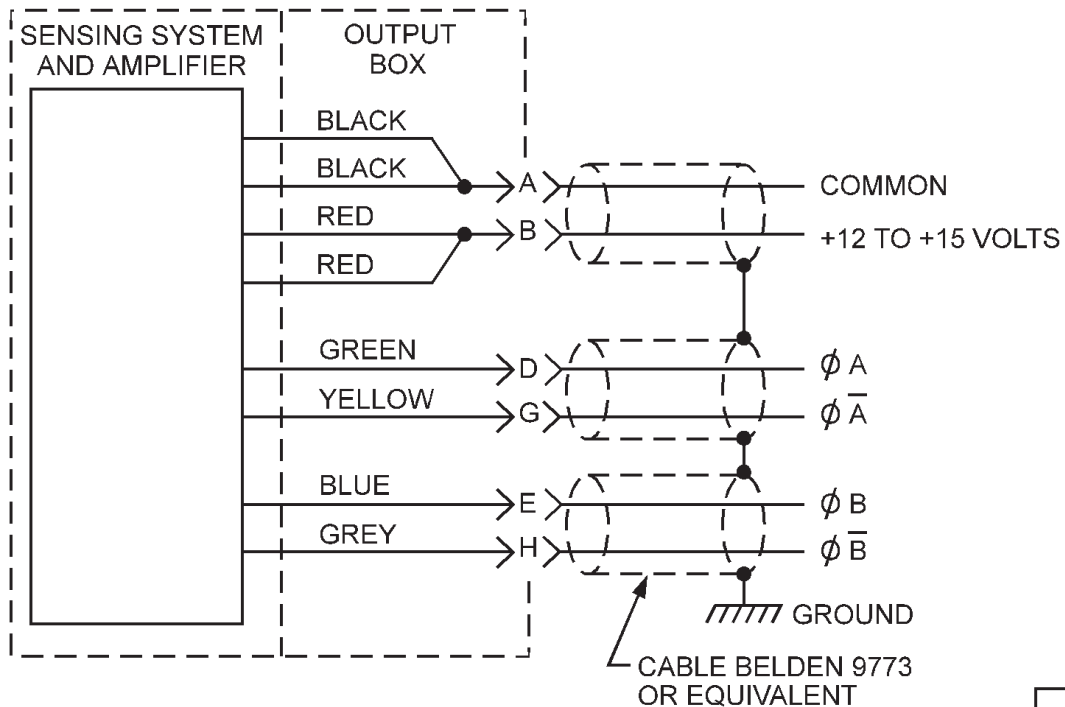 SENSING SYSTEM
AND AMPLIFIER
OUTPUT
BOX
BLACK
BLACK
A
COMMON
RED
B
+12 TO +15 VOLTS
RED
GREEN
D
ϕ A
YELLOW
G
ϕ A̅
BLUE
E
ϕ B
GREY
H
ϕ B̅
GROUND
CABLE BELDEN 9773
OR EQUIVALENT